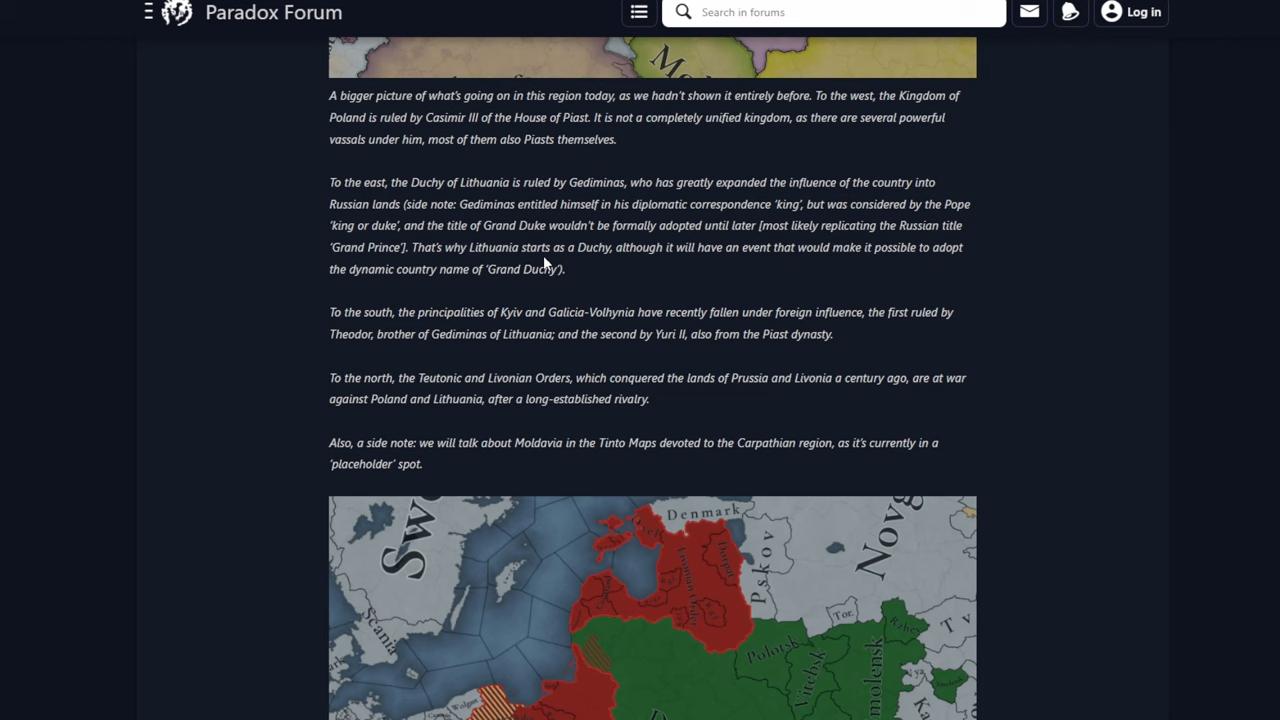 Paradox Forum
Search in forums
Log in
A bigger picture of what's going on in this region today, as we hadn't shown it entirely before. To the west, the Kingdom of
Poland is ruled by Casimir III of the House of Piast. It is not a completely unified kingdom, as there are several powerful
vassals under him, most of them also Piasts themselves.
To the east, the Duchy of Lithuania is ruled by Gediminas, who has greatly expanded the influence of the country into
Russian lands (side note: Gediminas entitled himself in his diplomatic correspondence 'king', but was considered by the Pope
'king or duke', and the title of Grand Duke wouldn't be formally adopted until later [most likely replicating the Russian title
'Grand Prince']. That's why Lithuania starts as a Duchy, although it will have an event that would make it possible to adopt
the dynamic country name of 'Grand Duchy').
To the south, the principalities of Kyiv and Galicia-Volhynia have recently fallen under foreign influence, the first ruled by
Theodor, brother of Gediminas of Lithuania; and the second by Yuri II, also from the Piast dynasty.
To the north, the Teutonic and Livonian Orders, which conquered the lands of Prussia and Livonia a century ago, are at war
against Poland and Lithuania, after a long-established rivalry.
Also, a side note: we will talk about Moldavia in the Tinto Maps devoted to the Carpathian region, as it's currently in a
'placeholder' spot.
Denmark
Swe
Novg
Pskov
Dorpat
Livonian Order
Scania
Tor.
Rzhe
Tv
Polotsk
Vitebsk
molensk
Wolgast
Ka